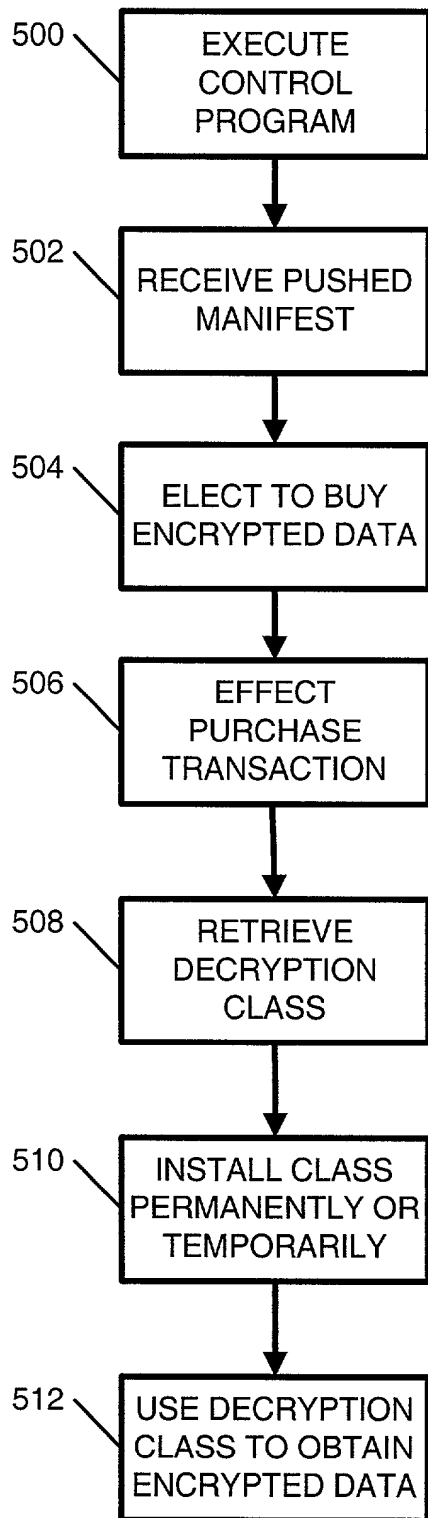 500
EXECUTE
CONTROL
PROGRAM
502
RECEIVE PUSHED
MANIFEST
504
ELECT TO BUY
ENCRYPTED DATA
506
EFFECT
PURCHASE
TRANSACTION
508
RETRIEVE
DECRYPTION
CLASS
510
INSTALL CLASS
PERMANENTLY OR
TEMPORARILY
512
USE DECRYPTION
CLASS TO OBTAIN
ENCRYPTED DATA